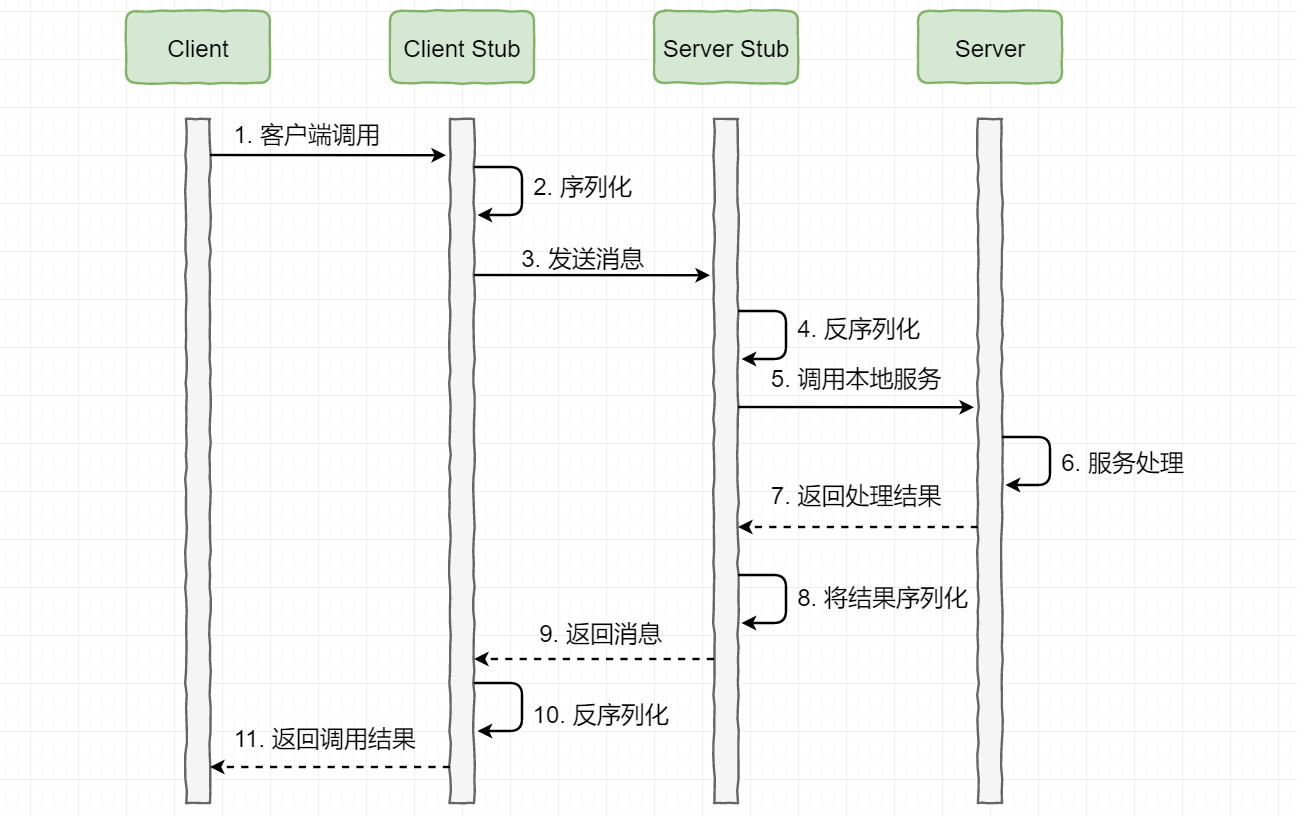 Client
Client Stub
Server Stub
Server
1. 客户端调用
2. 序列化
3. 发送消息
4. 反序列化
5. 调用本地服务
6. 服务处理
7. 返回处理结果
8. 将结果序列化
9. 返回消息
10. 反序列化
11. 返回调用结果